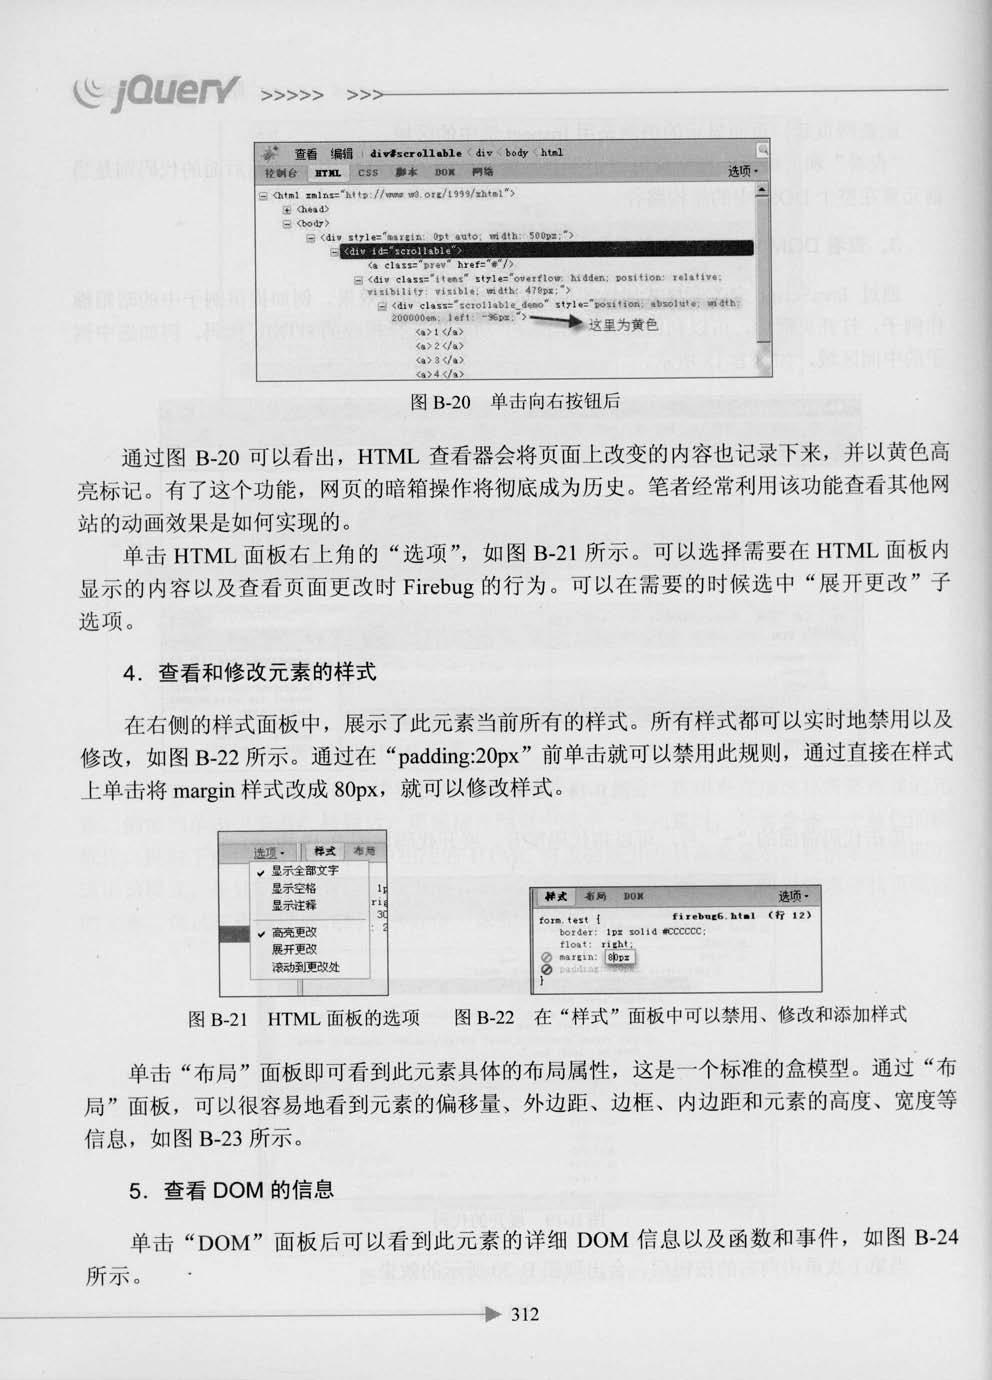 jQuery >>>>> >>>
查看 编辑 div#scrollable < div < body < html
控制台 HTML CSS 脚本 DOM 网络 选项
<html xmlns="http://www.w3.org/1999/xhtml">
<head>
<body>
<div style="margin: 0pt auto; width: 500px;">
<div id="scrollable">
<a class="prev" href="#"/>
<div class="items" style="overflow: hidden; position: relative;
visibility: visible; width: 478px;">
<div class="scrollable_demo" style="position: absolute; width:
200000em; left: -96px;"> 这里为黄色
<a>1</a>
<a>2</a>
<a>3</a>
<a>4</a>
图 B-20 单击向右按钮后
通过图 B-20 可以看出，HTML 查看器会将页面上改变的内容也记录下来，并以黄色高
亮标记。有了这个功能，网页的暗箱操作将彻底成为历史。笔者经常利用该功能查看其他网
站的动画效果是如何实现的。
单击 HTML 面板右上角的“选项”，如图 B-21 所示。可以选择需要在 HTML 面板内
显示的内容以及查看页面更改时 Firebug 的行为。可以在需要的时候选中“展开更改”子
选项。
4．查看和修改元素的样式
在右侧的样式面板中，展示了此元素当前所有的样式。所有样式都可以实时地禁用以及
修改，如图 B-22 所示。通过在“padding:20px”前单击就可以禁用此规则，通过直接在样式
上单击将 margin 样式改成 80px，就可以修改样式。
选项 样式 布局
显示全部文字
显示空格
显示注释
高亮更改
展开更改
滚动到更改处
样式 布局 DOM 选项
form.test { firebug6.html （行 12）
border: 1px solid #CCCCCC;
float: right;
margin: 80px
padding: 20px
}
图 B-21 HTML 面板的选项
图 B-22 在“样式”面板中可以禁用、修改和添加样式
单击“布局”面板即可看到此元素具体的布局属性，这是一个标准的盒模型。通过“布
局”面板，可以很容易地看到元素的偏移量、外边距、边框、内边距和元素的高度、宽度等
信息，如图 B-23 所示。
5．查看 DOM 的信息
单击“DOM”面板后可以看到此元素的详细 DOM 信息以及函数和事件，如图 B-24
所示。
312